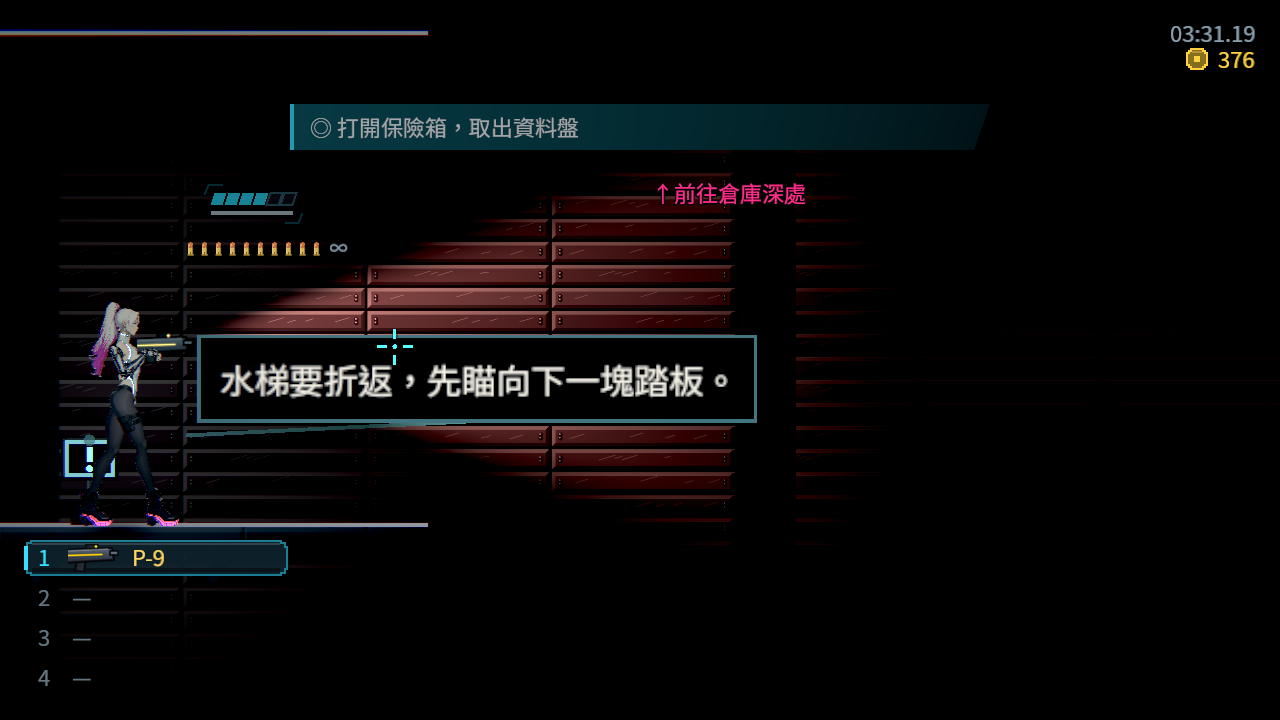 03:31.19
376
◎ 打開保險箱，取出資料盤
↑前往倉庫深處
∞
水梯要折返，先瞄向下一塊踏板。
!
1 P-9
2 —
3 —
4 —